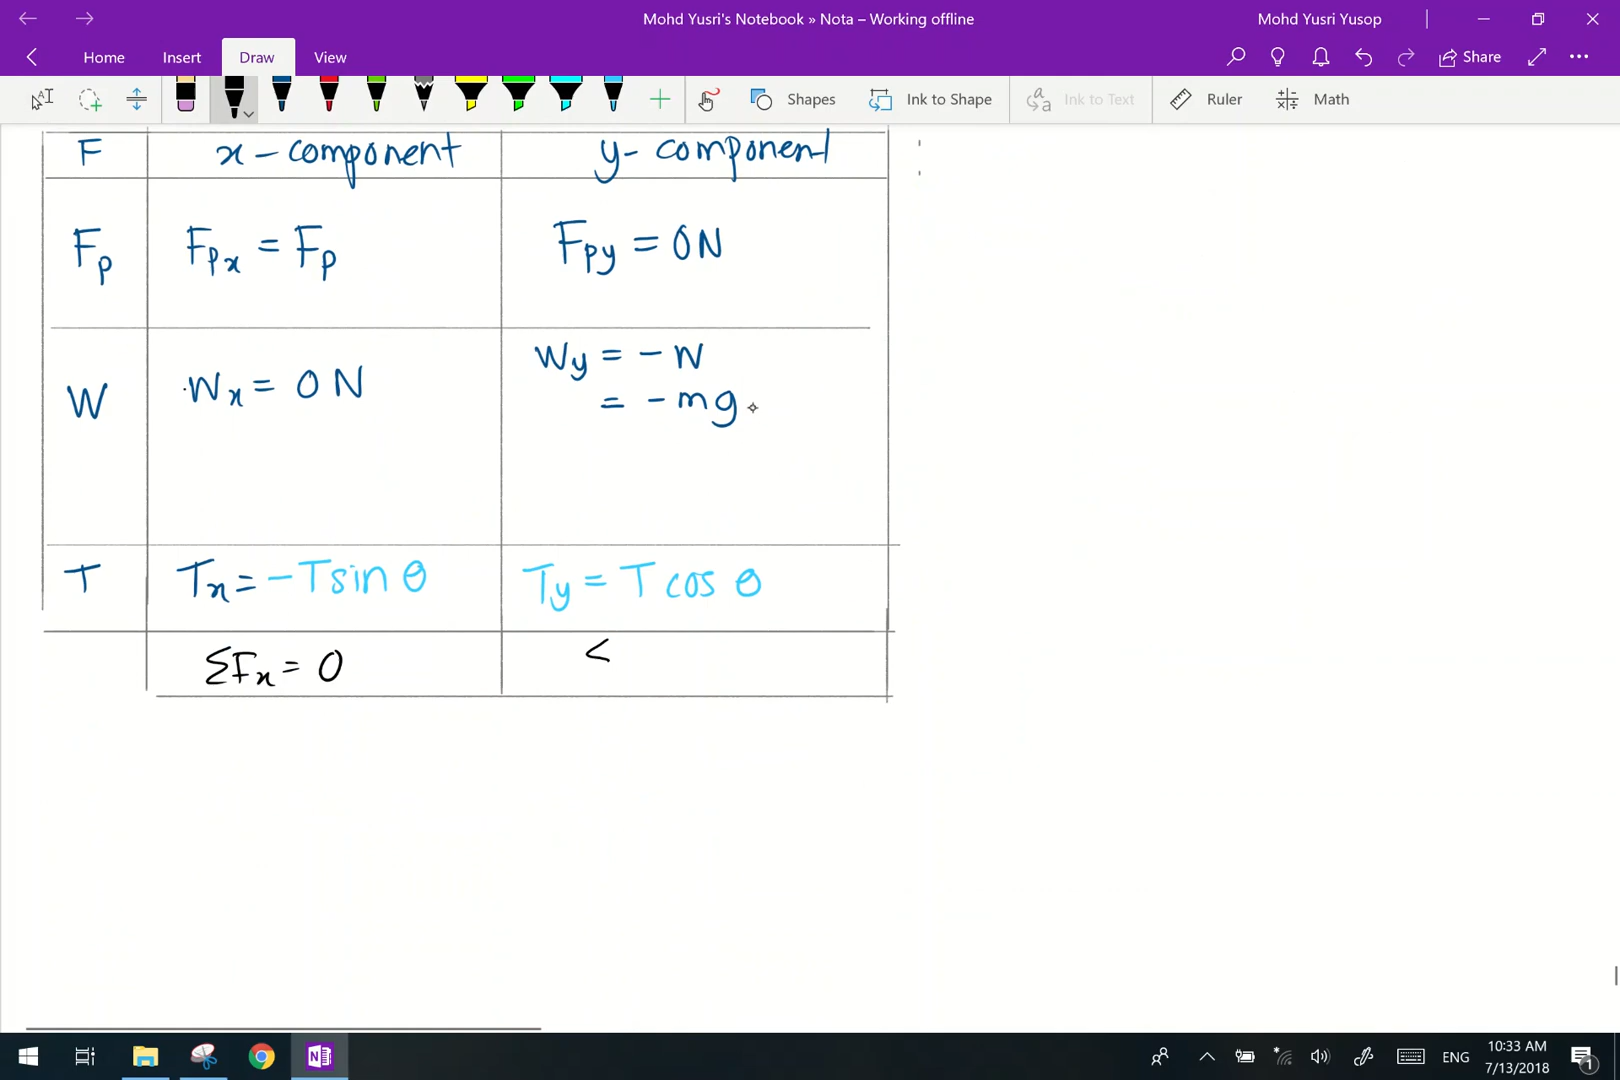 Mohd Yusri's Notebook » Nota – Working offline
Mohd Yusri Yusop
Home Insert Draw View
Share
Shapes Ink to Shape Ink to Text Ruler Math
F x - component y - component
Fp Fpx = Fp Fpy = 0N
W Wx = 0 N Wy = - W
= - mg
T Tx = - T sin θ Ty = T cos θ
ΣFx = 0 <
ENG
10:33 AM
7/13/2018
1